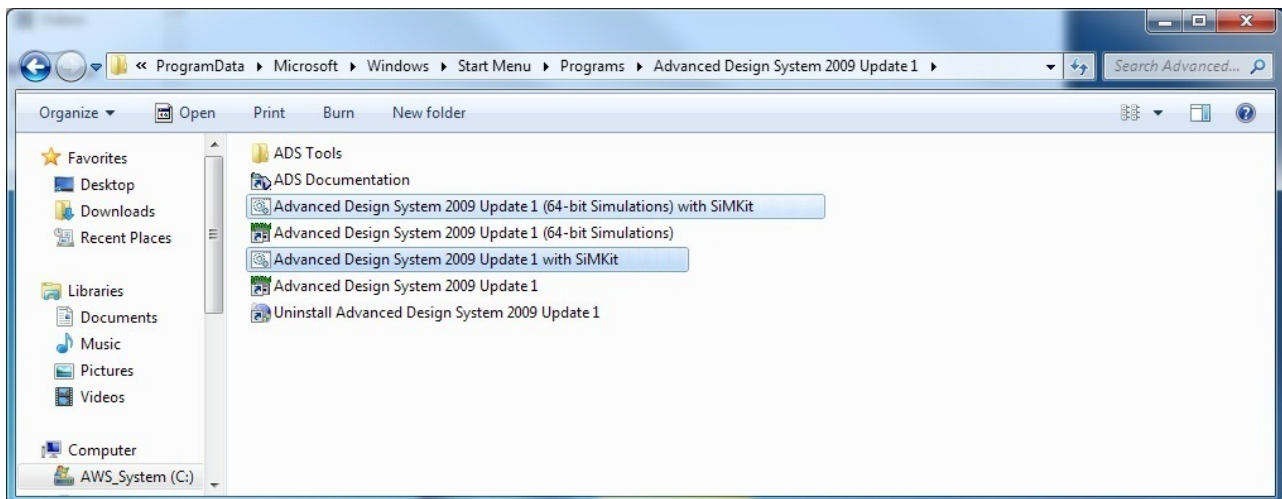 « ProgramData ▸ Microsoft ▸ Windows ▸ Start Menu ▸ Programs ▸ Advanced Design System 2009 Update 1 ▸
Search Advanced...
Organize ▾ Open Print Burn New folder
Favorites
Desktop
Downloads
Recent Places
Libraries
Documents
Music
Pictures
Videos
Computer
AWS_System (C:)
ADS Tools
ADS Documentation
Advanced Design System 2009 Update 1 (64-bit Simulations) with SiMKit
Advanced Design System 2009 Update 1 (64-bit Simulations)
Advanced Design System 2009 Update 1 with SiMKit
Advanced Design System 2009 Update 1
Uninstall Advanced Design System 2009 Update 1